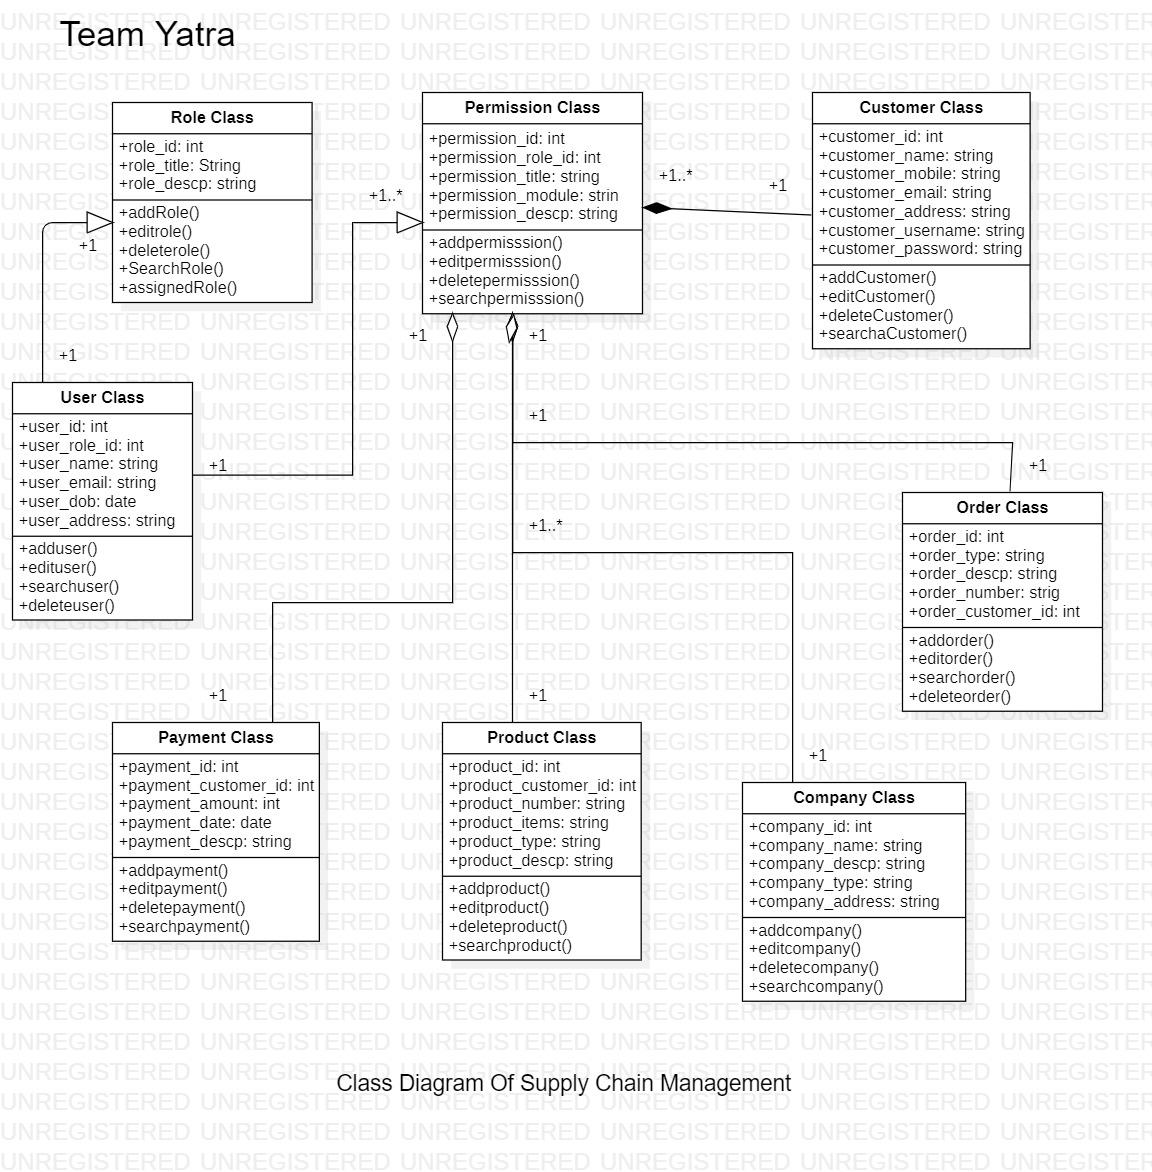 Team Yatra
Role Class
+role_id: int
+role_title: String
+role_descp: string
+addRole()
+editrole()
+deleterole()
+SearchRole()
+assignedRole()
Permission Class
+permission_id: int
+permission_role_id: int
+permission_title: string
+permission_module: strin
+permission_descp: string
+addpermisssion()
+editpermisssion()
+deletepermisssion()
+searchpermisssion()
Customer Class
+customer_id: int
+customer_name: string
+customer_mobile: string
+customer_email: string
+customer_address: string
+customer_username: string
+customer_password: string
+addCustomer()
+editCustomer()
+deleteCustomer()
+searchaCustomer()
+1..*
+1..*
+1
+1
+1
+1
+1
+1
+1
+1
+1..*
+1
+1
+1
User Class
+user_id: int
+user_role_id: int
+user_name: string
+user_email: string
+user_dob: date
+user_address: string
+adduser()
+edituser()
+searchuser()
+deleteuser()
Order Class
+order_id: int
+order_type: string
+order_descp: string
+order_number: strig
+order_customer_id: int
+addorder()
+editorder()
+searchorder()
+deleteorder()
Payment Class
+payment_id: int
+payment_customer_id: int
+payment_amount: int
+payment_date: date
+payment_descp: string
+addpayment()
+editpayment()
+deletepayment()
+searchpayment()
Product Class
+product_id: int
+product_customer_id: int
+product_number: string
+product_items: string
+product_type: string
+product_descp: string
+addproduct()
+editproduct()
+deleteproduct()
+searchproduct()
+1
Company Class
+company_id: int
+company_name: string
+company_descp: string
+company_type: string
+company_address: string
+addcompany()
+editcompany()
+deletecompany()
+searchcompany()
Class Diagram Of Supply Chain Management